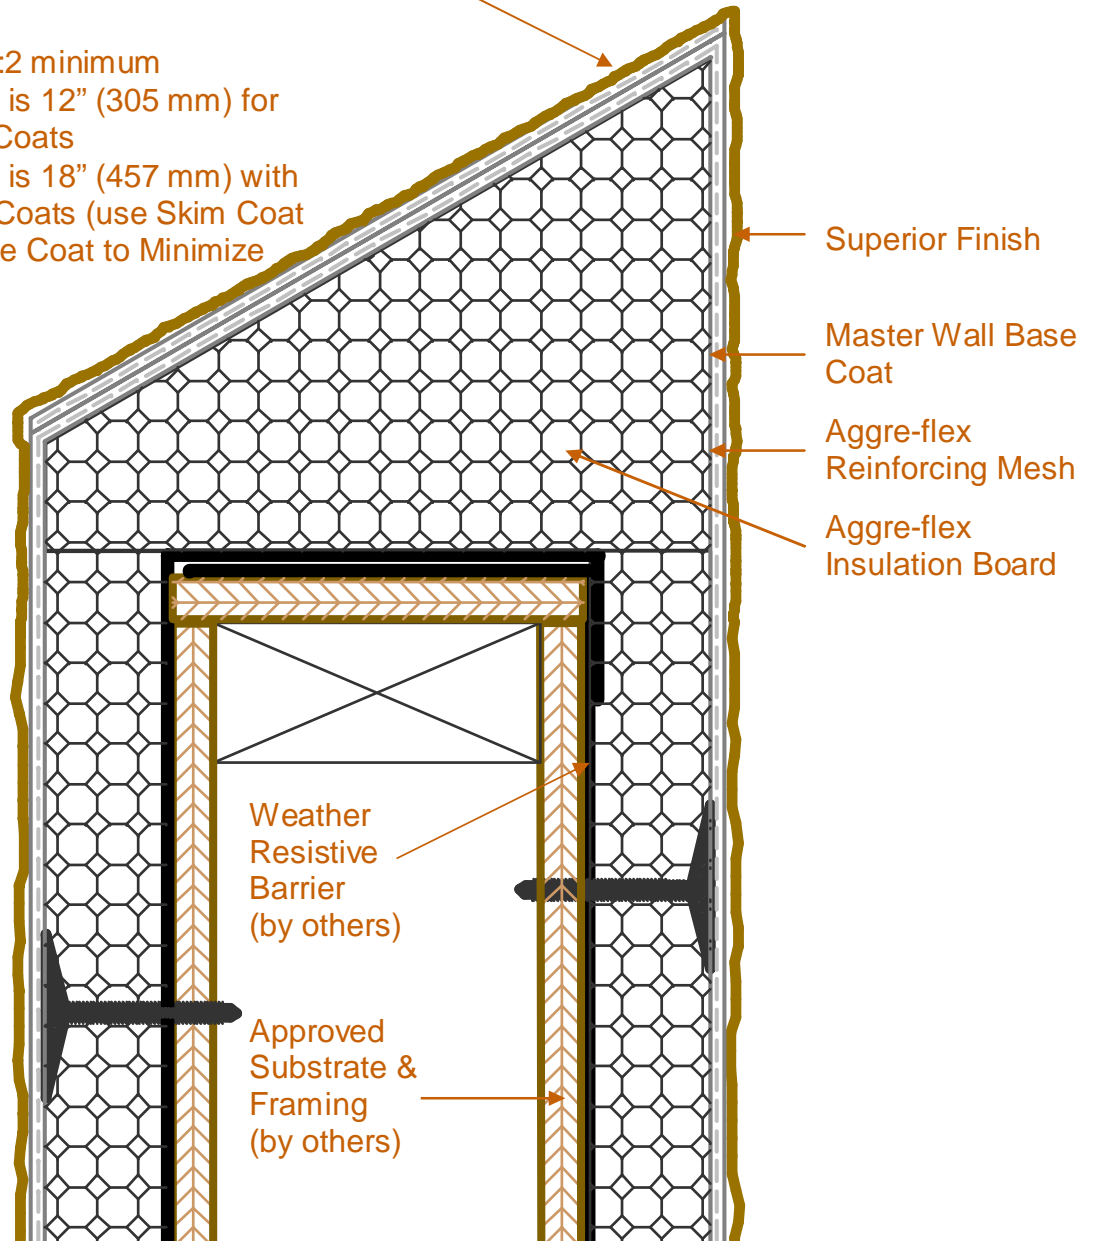 :2 minimum
is 12” (305 mm) for
Coats
is 18” (457 mm) with
Coats (use Skim Coat
e Coat to Minimize
Superior Finish
Master Wall Base
Coat
Aggre-flex
Reinforcing Mesh
Aggre-flex
Insulation Board
Weather
Resistive
Barrier
(by others)
Approved
Substrate &
Framing
(by others)